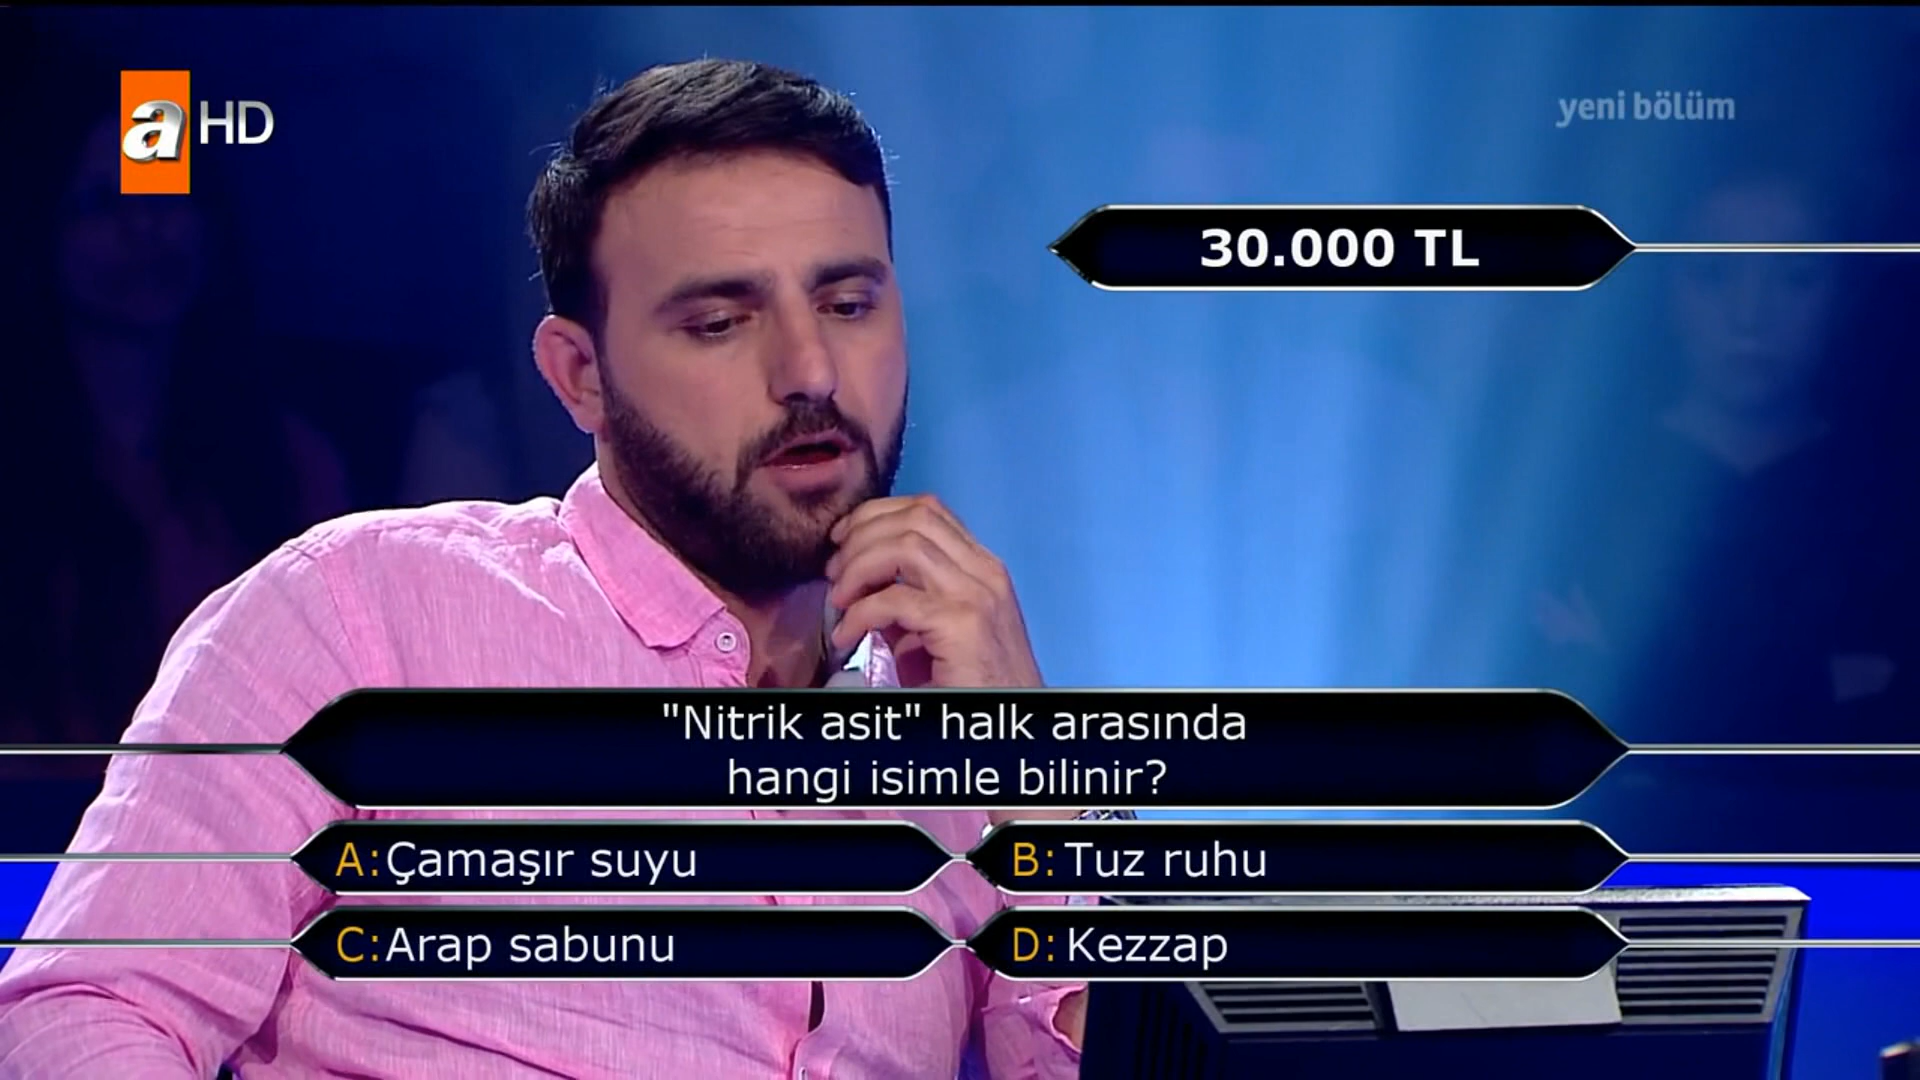 a HD
yeni bölüm
30.000 TL
"Nitrik asit" halk arasında
hangi isimle bilinir?
A: Çamaşır suyu
B: Tuz ruhu
C: Arap sabunu
D: Kezzap